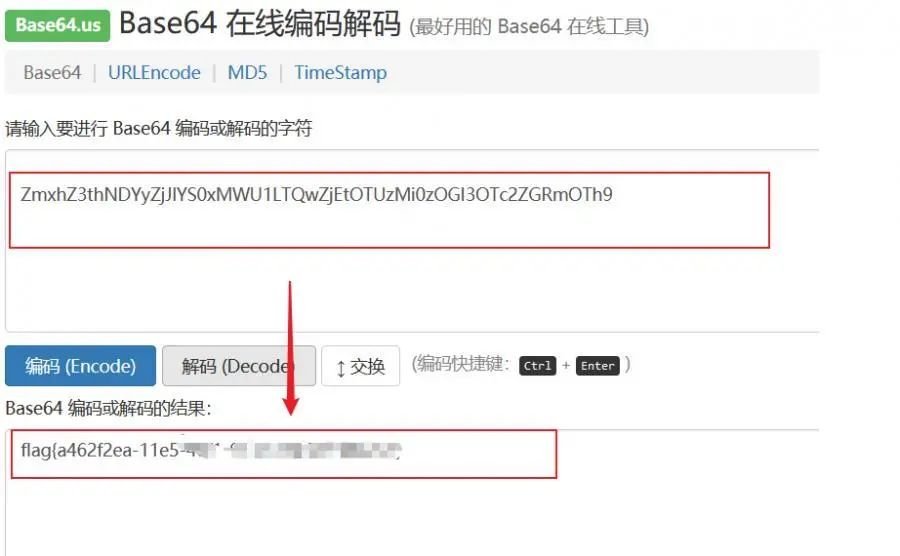 Base64.us Base64 在线编码解码 (最好用的 Base64 在线工具)
Base64 | URLEncode | MD5 | TimeStamp
请输入要进行 Base64 编码或解码的字符
ZmxhZ3thNDYyZjJlYS0xMWU1LTQwZjEtOTUzMi0zOGI3OTc2ZGRmOTh9
编码 (Encode) 解码 (Decode) ↕ 交换 (编码快捷键: Ctrl + Enter )
Base64 编码或解码的结果:
flag{a462f2ea-11e5-